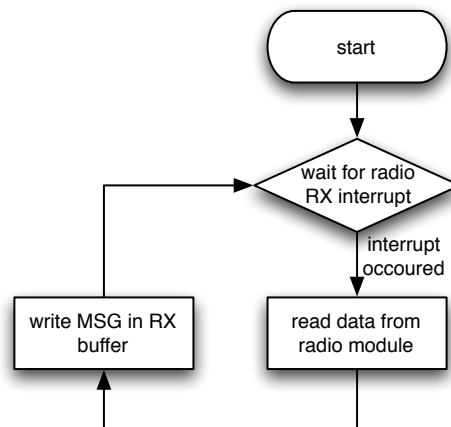 start
wait for radio
RX interrupt
interrupt
occoured
write MSG in RX
buffer
read data from
radio module